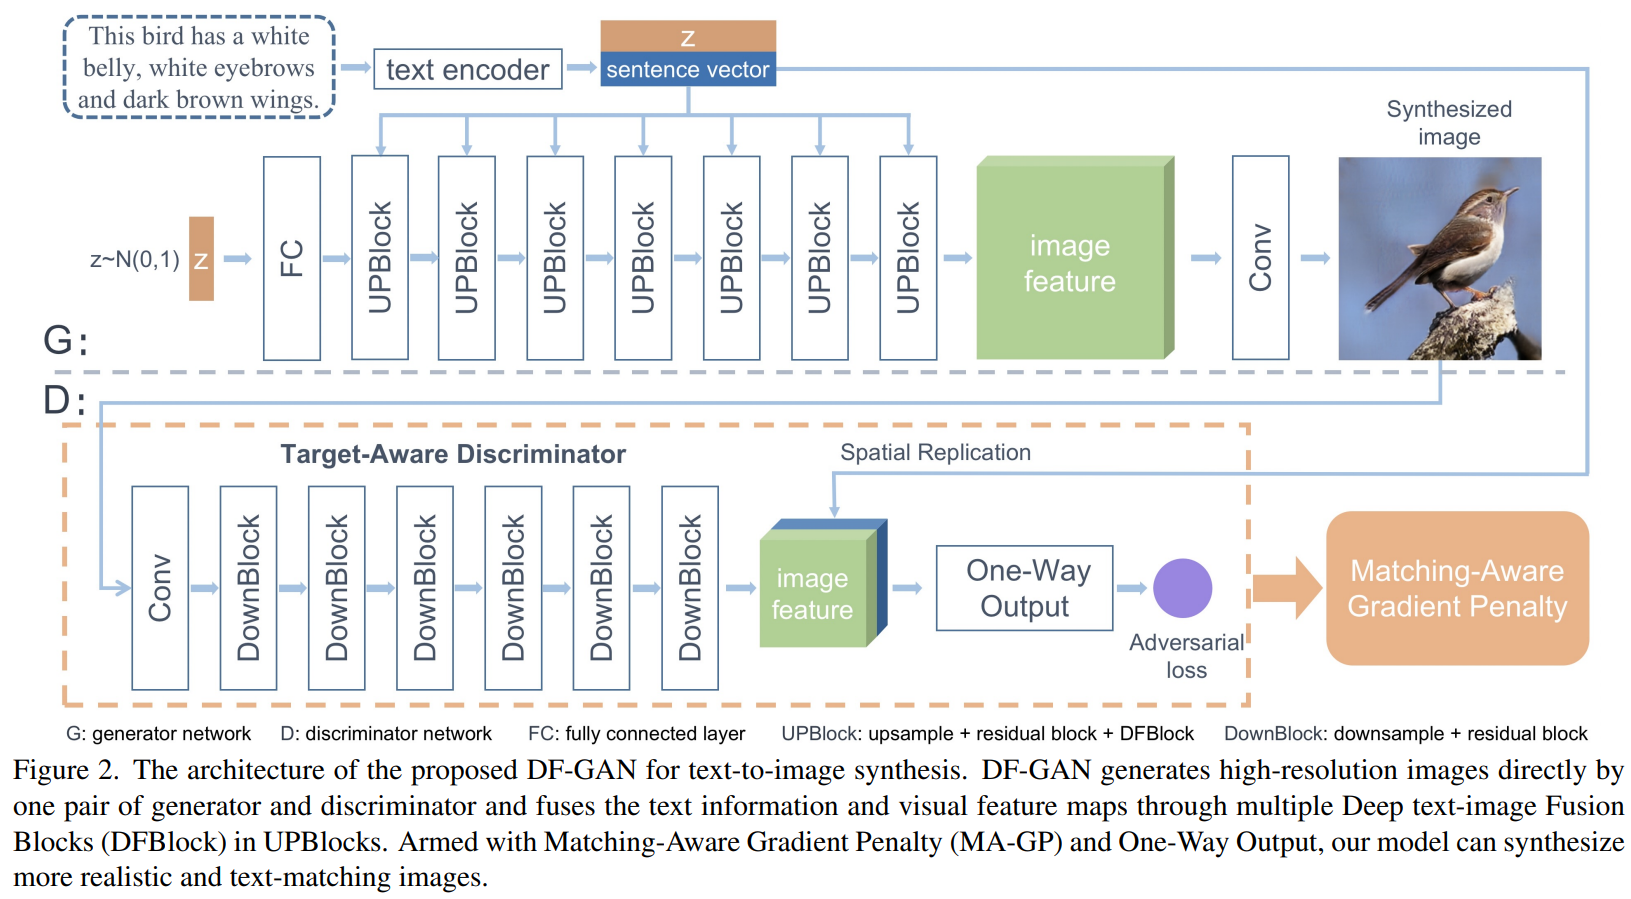 This bird has a white
belly, white eyebrows
and dark brown wings.
text encoder
z
sentence vector
Synthesized
image
z~N(0,1)
z
FC
UPBlock
UPBlock
UPBlock
UPBlock
UPBlock
UPBlock
UPBlock
image
feature
Conv
G:
D:
Target-Aware Discriminator
Spatial Replication
Conv
DownBlock
DownBlock
DownBlock
DownBlock
DownBlock
DownBlock
image
feature
One-Way
Output
Adversarial
loss
Matching-Aware
Gradient Penalty
G: generator network D: discriminator network FC: fully connected layer UPBlock: upsample + residual block + DFBlock DownBlock: downsample + residual block
Figure 2. The architecture of the proposed DF-GAN for text-to-image synthesis. DF-GAN generates high-resolution images directly by
one pair of generator and discriminator and fuses the text information and visual feature maps through multiple Deep text-image Fusion
Blocks (DFBlock) in UPBlocks. Armed with Matching-Aware Gradient Penalty (MA-GP) and One-Way Output, our model can synthesize
more realistic and text-matching images.